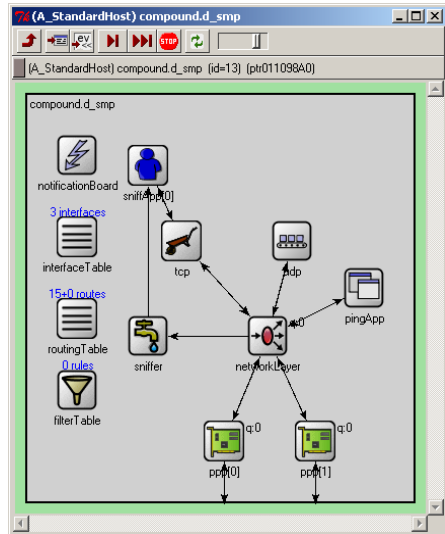 (A_StandardHost) compound.d_smp
STOP
(A_StandardHost) compound.d_smp (id=13) (ptr011098A0)
compound.d_smp
notificationBoard
sniffApp[0]
3 interfaces
interfaceTable
tcp
udp
pingApp
15+0 routes
routingTable
sniffer
networkLayer
0 rules
filterTable
q:0
q:0
ppp[0]
ppp[1]